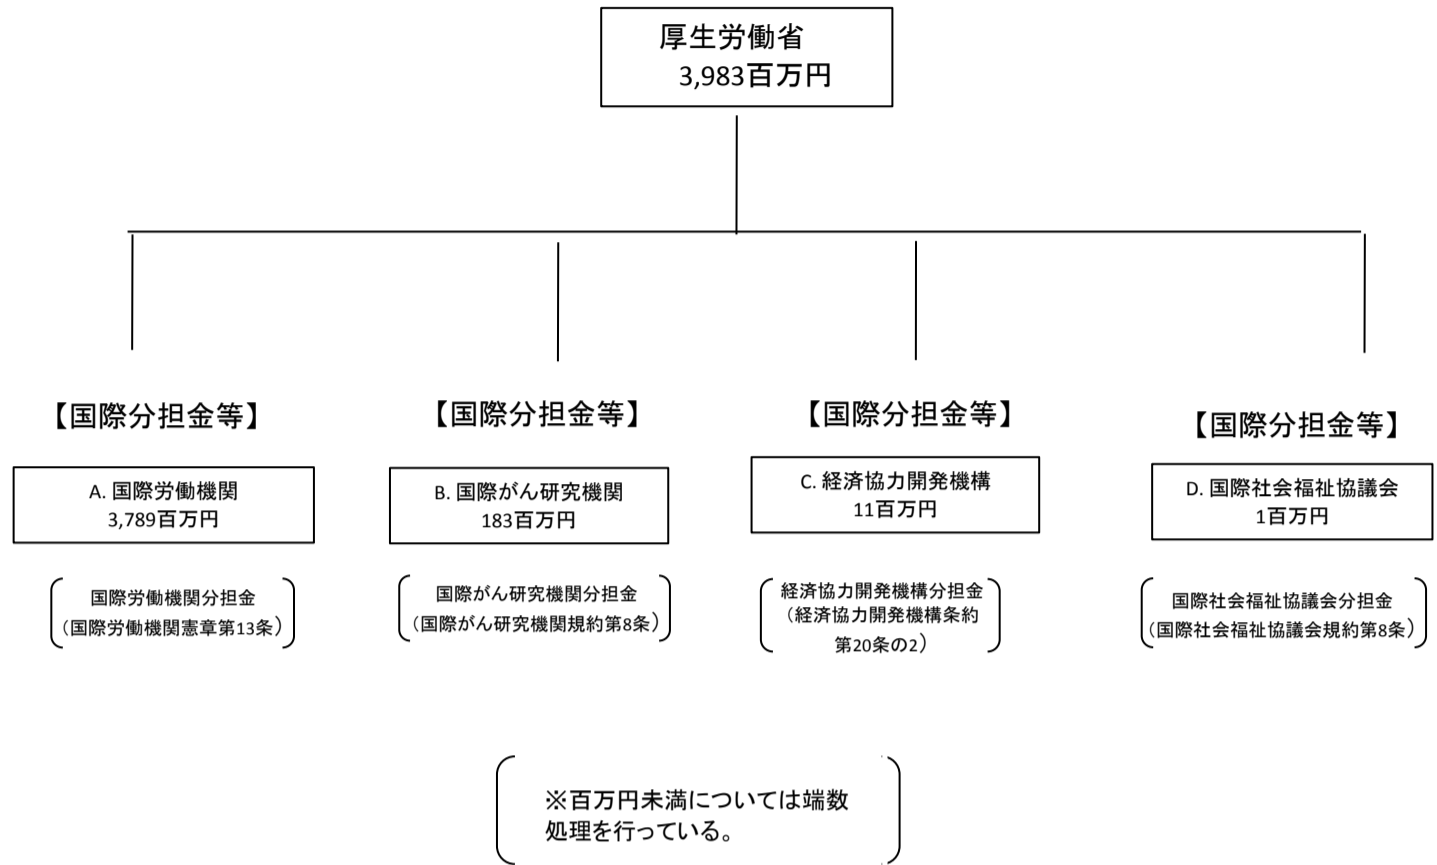 厚生労働省
3,983百万円
【国際分担金等】
A. 国際労働機関
3,789百万円
国際労働機関分担金
（国際労働機関憲章第13条）
【国際分担金等】
B. 国際がん研究機関
183百万円
国際がん研究機関分担金
（国際がん研究機関規約第8条）
【国際分担金等】
C. 経済協力開発機構
11百万円
経済協力開発機構分担金
（経済協力開発機構条約
第20条の2）
【国際分担金等】
D. 国際社会福祉協議会
1百万円
国際社会福祉協議会分担金
（国際社会福祉協議会規約第8条）
※百万円未満については端数
処理を行っている。